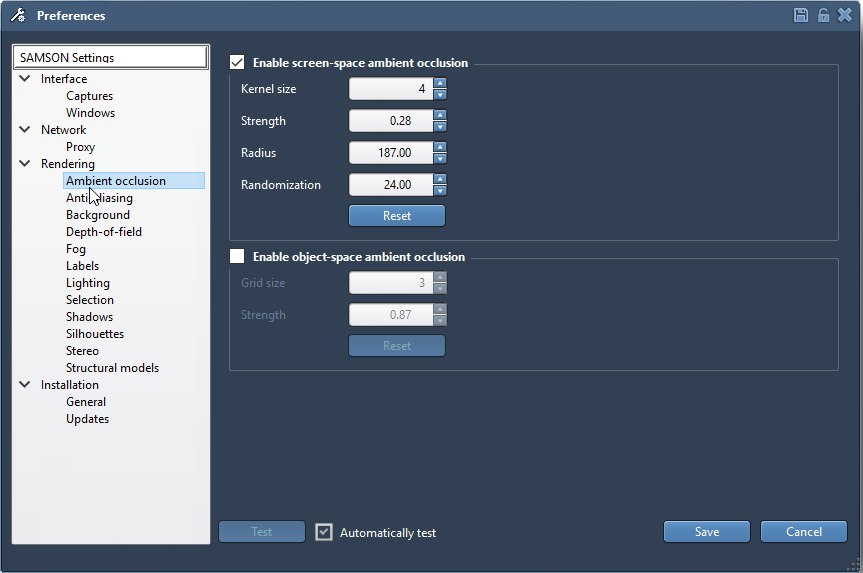 Preferences
SAMSON Settings
Interface
Captures
Windows
Network
Proxy
Rendering
Ambient occlusion
Antialiasing
Background
Depth-of-field
Fog
Labels
Lighting
Selection
Shadows
Silhouettes
Stereo
Structural models
Installation
General
Updates
Enable screen-space ambient occlusion
Kernel size 4
Strength 0.28
Radius 187.00
Randomization 24.00
Reset
Enable object-space ambient occlusion
Grid size 3
Strength 0.87
Reset
Test Automatically test Save Cancel